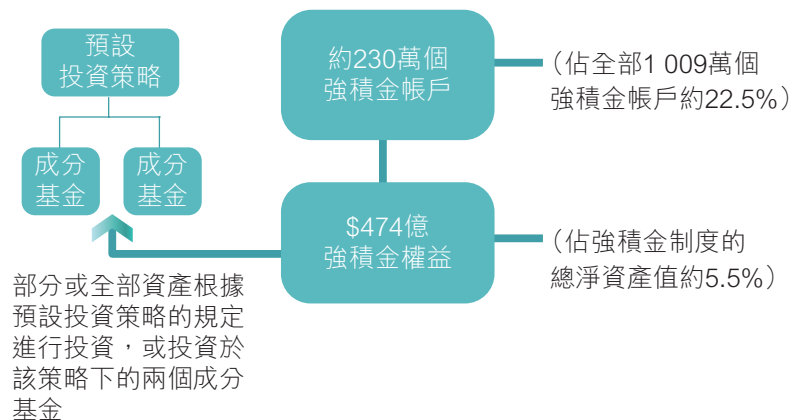 預設
投資策略
成分
基金
成分
基金
部分或全部資產根據
預設投資策略的規定
進行投資，或投資於
該策略下的兩個成分
基金
約230萬個
強積金帳戶
（佔全部1 009萬個
強積金帳戶約22.5%）
$474億
強積金權益
（佔強積金制度的
總淨資產值約5.5%）